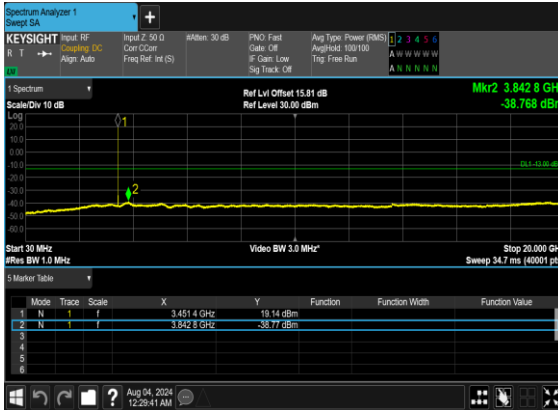 Spectrum Analyzer 1
Swept SA
+
KEYSIGHT Input: RF Input Z: 50 Ω #Atten: 30 dB PNO: Fast Avg Type: Power (RMS) 1 2 3 4 5 6
R T Coupling: DC Corr CCorr Gate: Off Avg|Hold: 100/100 A W W W W W
Align: Auto Freq Ref: Int (S) IF Gain: Low Trig: Free Run
Sig Track: Off A N N N N N
1 Spectrum
Ref Lvl Offset 15.81 dB Mkr2 3.842 8 GH
Scale/Div 10 dB Ref Level 30.00 dBm -38.768 dB
Log
20.0
1
0.00
-10.0
DL1 -13.00 dB
-20.0
-30.0
2
-40.0
-50.0
-60.0
Start 30 MHz Video BW 3.0 MHz* Stop 20.000 GH
#Res BW 1.0 MHz Sweep 34.7 ms (40001 pt
5 Marker Table
Mode Trace Scale X Y Function Function Width Function Value
1 N 1 f 3.451 4 GHz 19.14 dBm
2 N 1 f 3.842 8 GHz -38.77 dBm
3
4
5
6
? Aug 04, 2024
12:29:41 AM